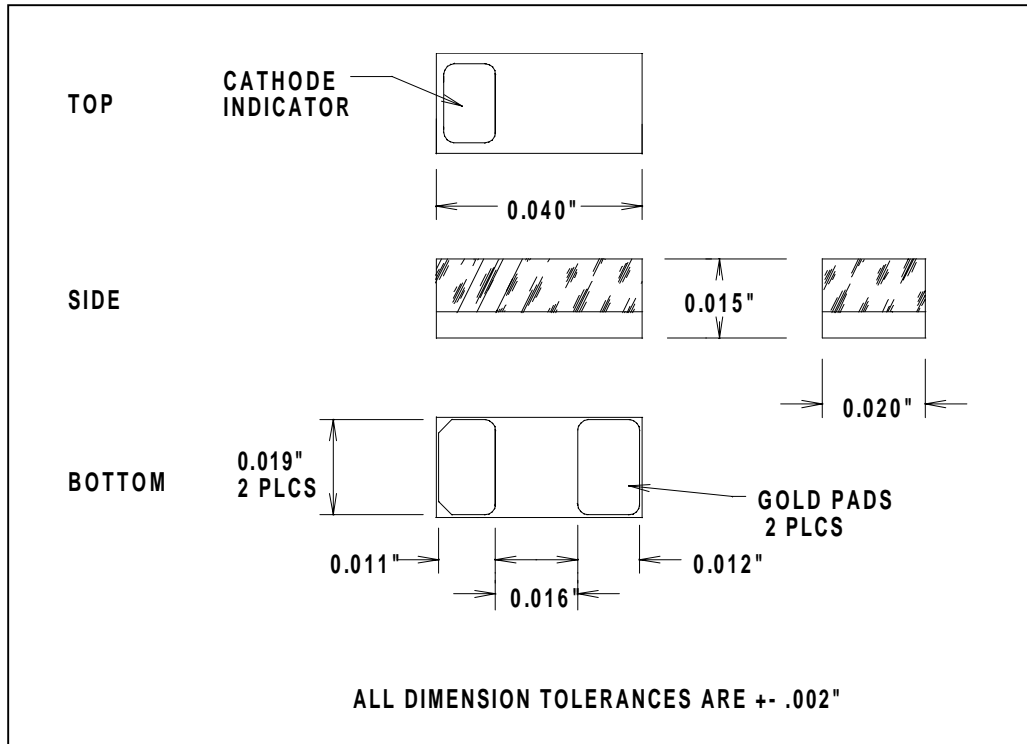 TOP
CATHODE
INDICATOR
0.040"
SIDE
0.015"
0.020"
BOTTOM
0.019"
2 PLCS
GOLD PADS
2 PLCS
0.011"
0.012"
0.016"
ALL DIMENSION TOLERANCES ARE +- .002"